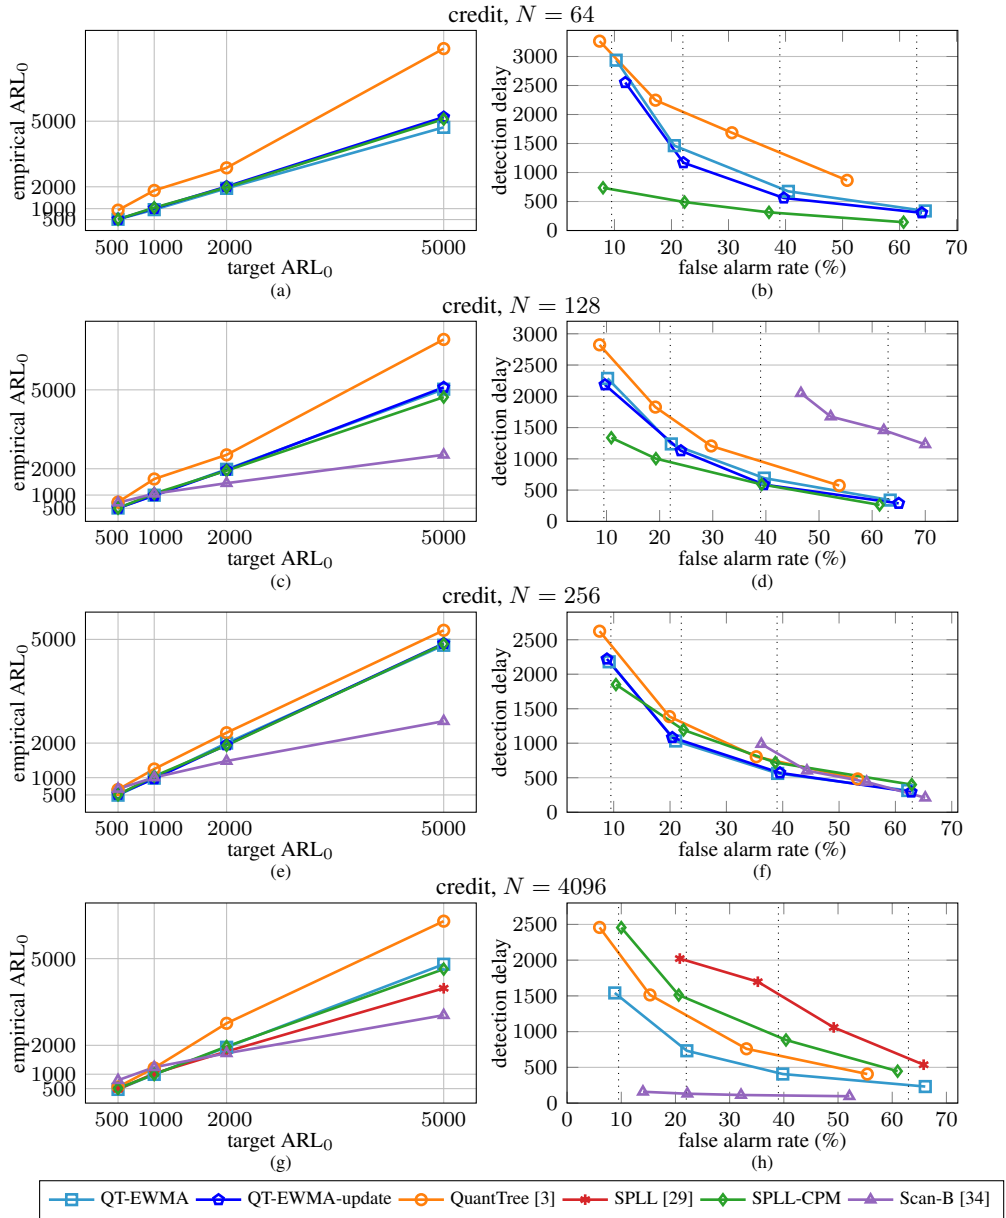 credit, N = 64
empirical ARL0
5000
2000
1000
500
500 1000 2000 5000
target ARL0
(a)
detection delay
3000
2500
2000
1500
1000
500
0
10 20 30 40 50 60 70
false alarm rate (%)
(b)
credit, N = 128
empirical ARL0
5000
2000
1000
500
500 1000 2000 5000
target ARL0
(c)
detection delay
3000
2500
2000
1500
1000
500
0
10 20 30 40 50 60 70
false alarm rate (%)
(d)
credit, N = 256
empirical ARL0
5000
2000
1000
500
500 1000 2000 5000
target ARL0
(e)
detection delay
2500
2000
1500
1000
500
0
10 20 30 40 50 60 70
false alarm rate (%)
(f)
credit, N = 4096
empirical ARL0
5000
2000
1000
500
500 1000 2000 5000
target ARL0
(g)
detection delay
2500
2000
1500
1000
500
0
0 10 20 30 40 50 60 70
false alarm rate (%)
(h)
QT-EWMA QT-EWMA-update QuantTree [3] SPLL [29] SPLL-CPM Scan-B [34]